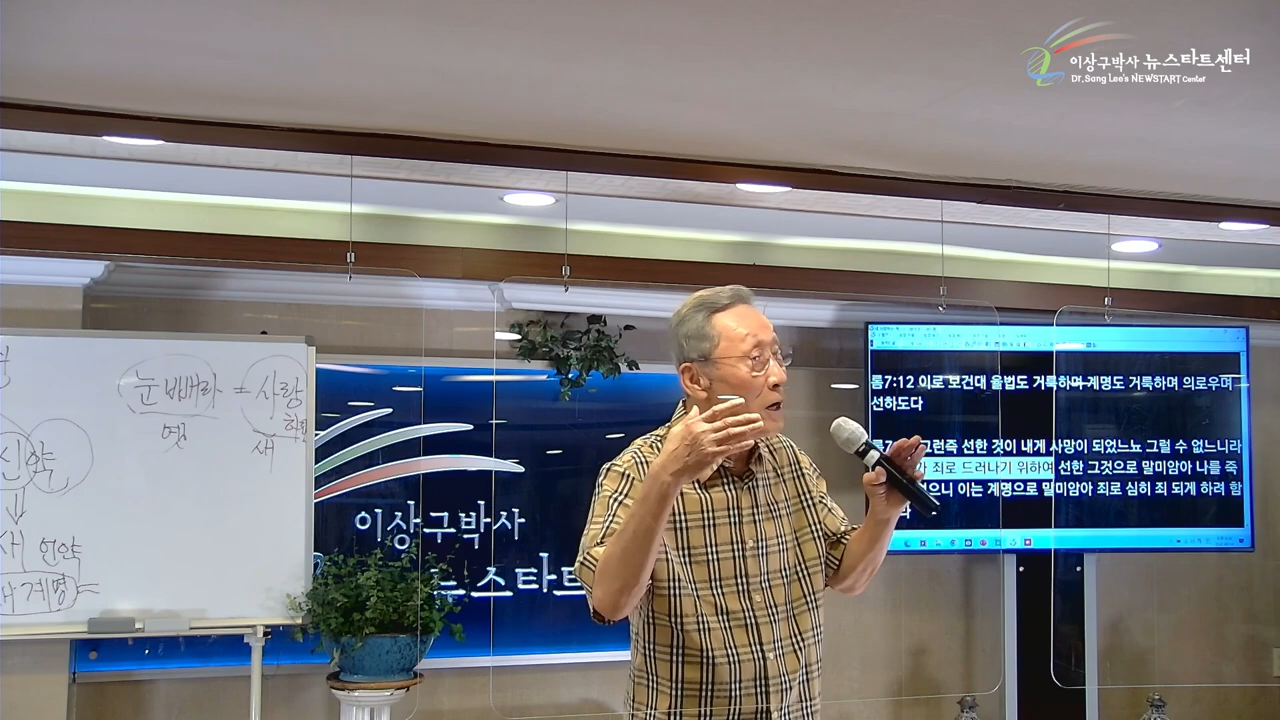 이상구박사 뉴스타트센터
Dr. Sang Lee's NEWSTART Center
눈 빼라 = 사랑
옛
새
신약
새 언약
계명
이상구박사
뉴스타트
롬7:12 이로 보건대 율법도 거룩하며 계명도 거룩하며 의로우며
선하도다
그런즉 선한 것이 내게 사망이 되었느뇨 그럴 수 없느니라
가 죄로 드러나기 위하여 선한 그것으로 말미암아 나를 죽
으니 이는 계명으로 말미암아 죄로 심히 죄 되게 하려 함